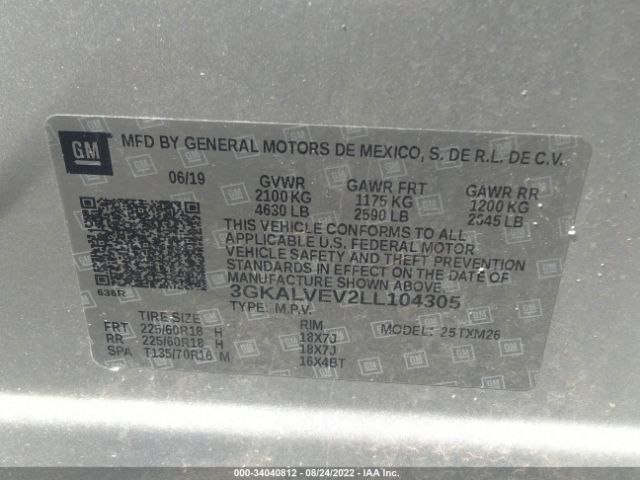 GM MFD BY GENERAL MOTORS DE MEXICO, S. DE R.L. DE C.V.
06/19 GVWR GAWR FRT GAWR RR
2100 KG 1175 KG 1200 KG
4630 LB 2590 LB 2645 LB
THIS VEHICLE CONFORMS TO ALL
APPLICABLE U.S. FEDERAL MOTOR
VEHICLE SAFETY AND THEFT
PREVENTION STANDARDS IN EFFECT
ON THE DATE OF
MANUFACTURE SHOWN ABOVE.
636R 3GKALVEV2LL104305
TYPE: M.P.V.
TIRE SIZE RIM MODEL: 25TXM26
FRT 225/60R18 H 18X7J
RR 225/60R18 H 18X7J
SPA T135/70R16 M 16X4BT
000-34040812 - 08/24/2022 - IAA Inc.